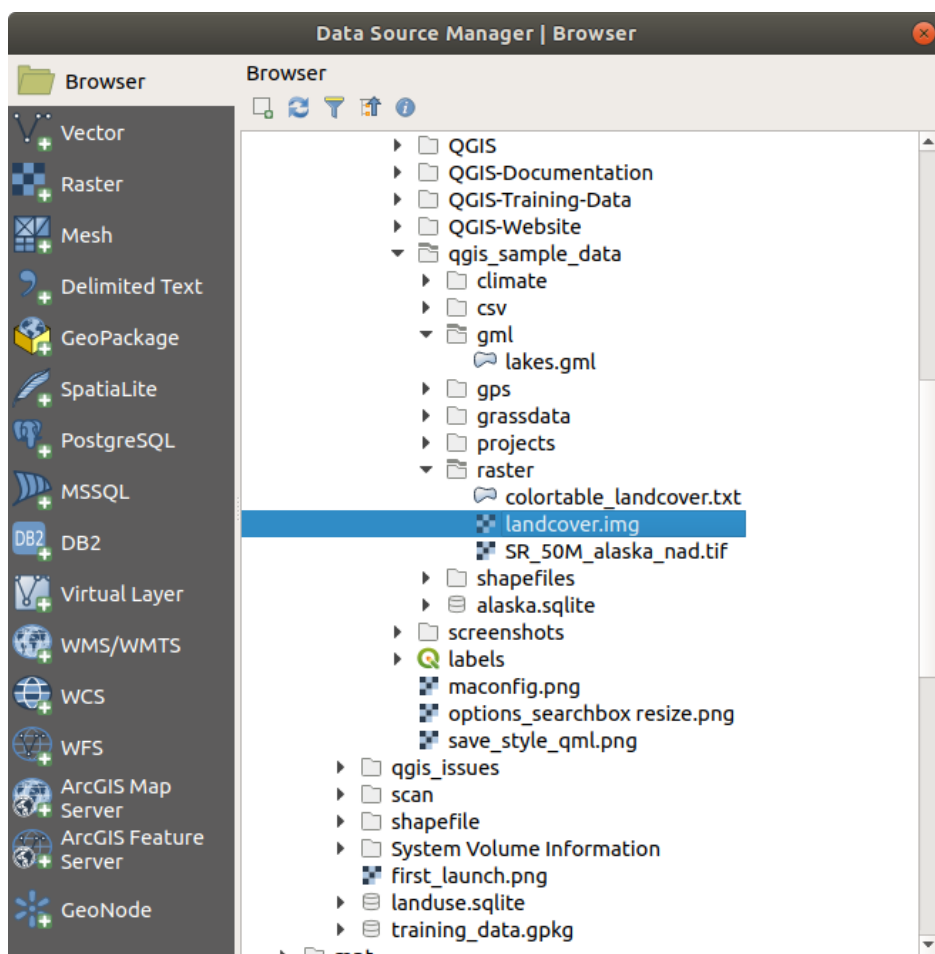 Data Source Manager | Browser
Browser
Vector
Raster
Mesh
Delimited Text
GeoPackage
SpatiaLite
PostgreSQL
MSSQL
DB2
DB2
Virtual Layer
WMS/WMTS
WCS
WFS
ArcGIS Map
Server
ArcGIS Feature
Server
GeoNode
Browser
QGIS
QGIS-Documentation
QGIS-Training-Data
QGIS-Website
qgis_sample_data
climate
csv
gml
lakes.gml
gps
grassdata
projects
raster
colortable_landcover.txt
landcover.img
SR_50M_alaska_nad.tif
shapefiles
alaska.sqlite
screenshots
labels
maconfig.png
options_searchbox resize.png
save_style_qml.png
qgis_issues
scan
shapefile
System Volume Information
first_launch.png
landuse.sqlite
training_data.gpkg